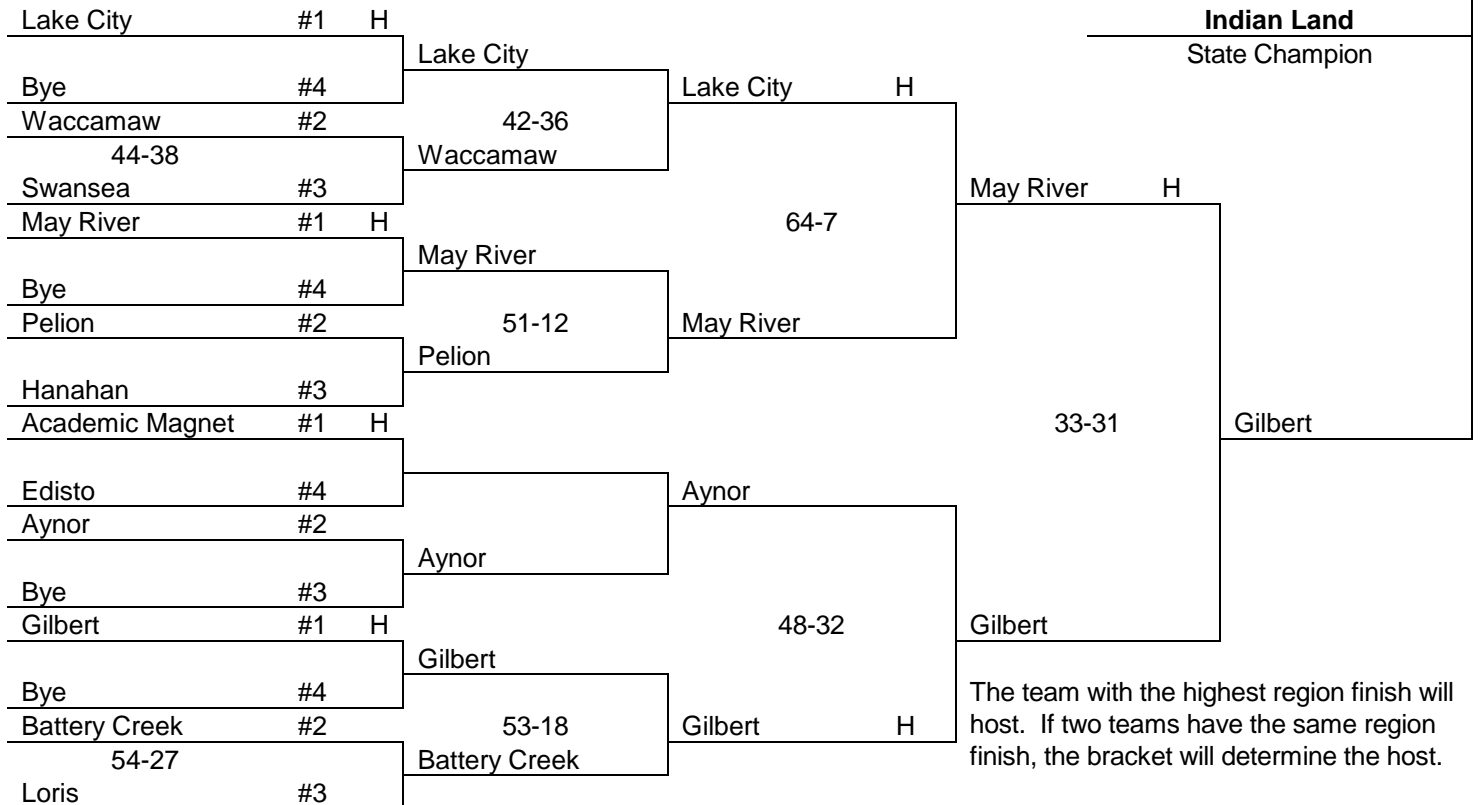 Lake City #1 H Indian Land
Lake City State Champion
Bye #4 Lake City H
Waccamaw #2 42-36
44-38 Waccamaw
Swansea #3 May River H
May River #1 H 64-7
May River
Bye #4
Pelion #2 51-12 May River
Pelion
Hanahan #3
Academic Magnet #1 H 33-31 Gilbert
Edisto #4 Aynor
Aynor #2
Aynor
Bye #3
Gilbert #1 H 48-32 Gilbert
Gilbert
Bye #4 The team with the highest region finish will
Battery Creek #2 53-18 Gilbert H host. If two teams have the same region
54-27 Battery Creek finish, the bracket will determine the host.
Loris #3